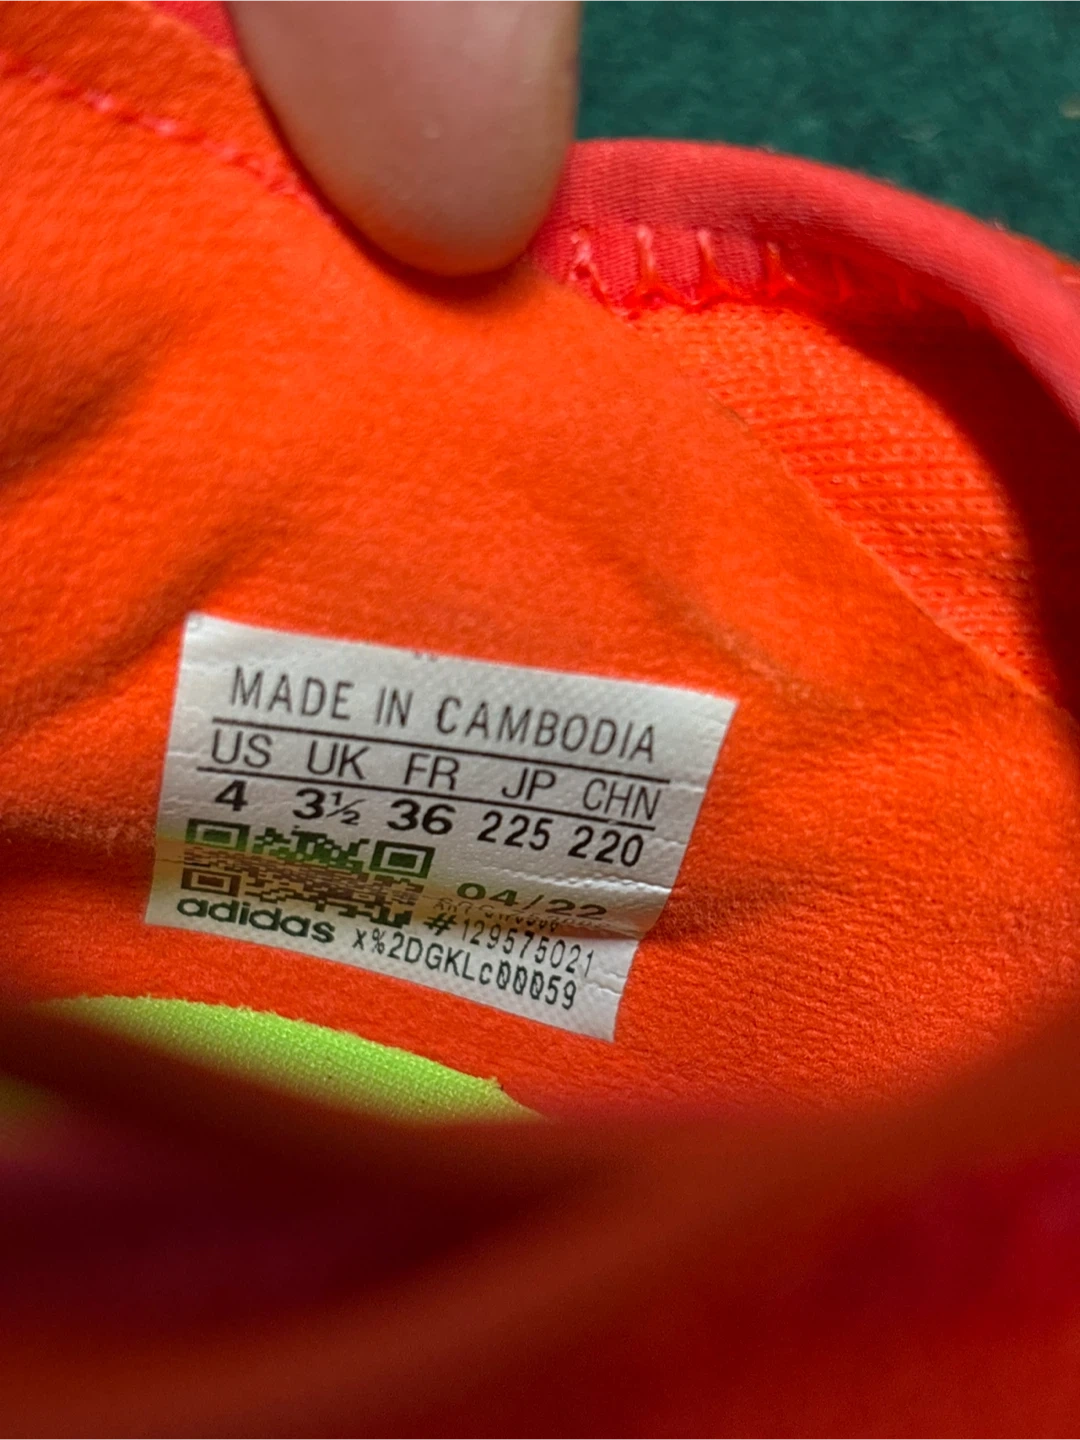 MADE IN CAMBODIA
US UK FR JP CHN
4 3½ 36 225 220
04/22
#129575021
adidas x%2DGKLc00059